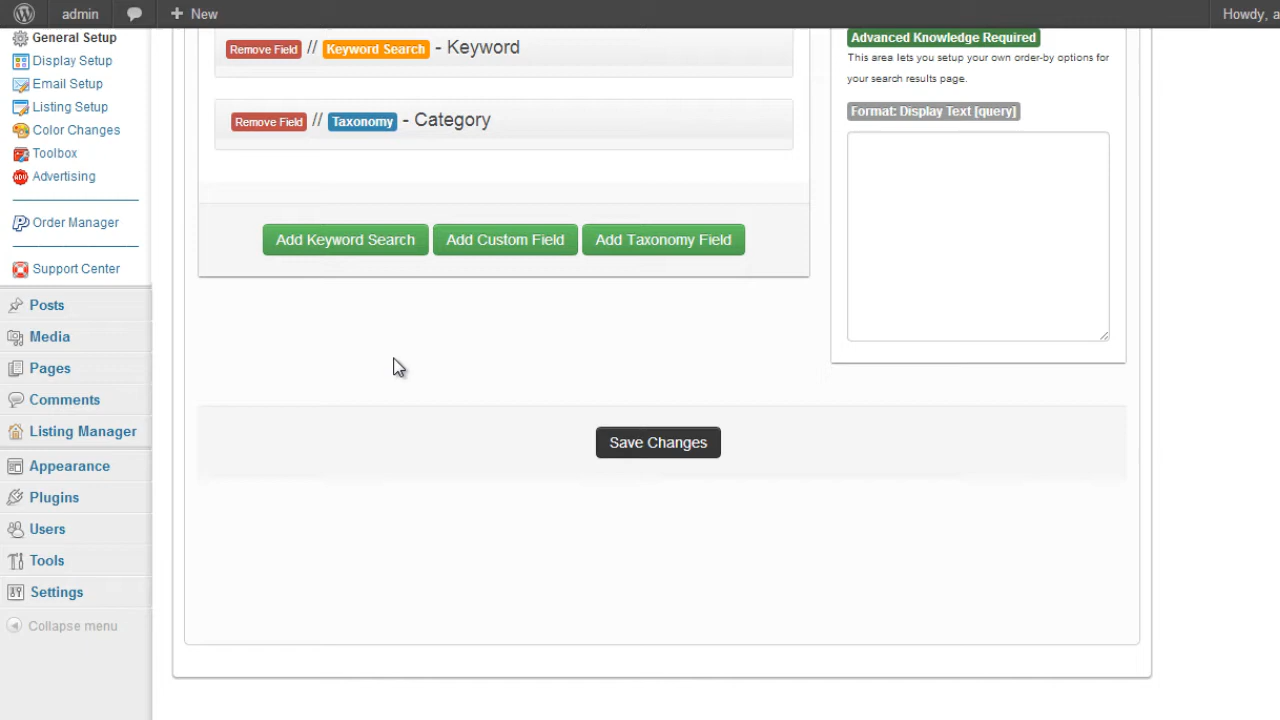 admin
New
Howdy, a
General Setup
Display Setup
Email Setup
Listing Setup
Color Changes
Toolbox
Advertising
Order Manager
Support Center
Posts
Media
Pages
Comments
Listing Manager
Appearance
Plugins
Users
Tools
Settings
Collapse menu
Remove Field // Keyword Search - Keyword
Remove Field // Taxonomy - Category
Add Keyword Search Add Custom Field Add Taxonomy Field
Advanced Knowledge Required
This area lets you setup your own order-by options for
your search results page.
Format: Display Text [query]
Save Changes